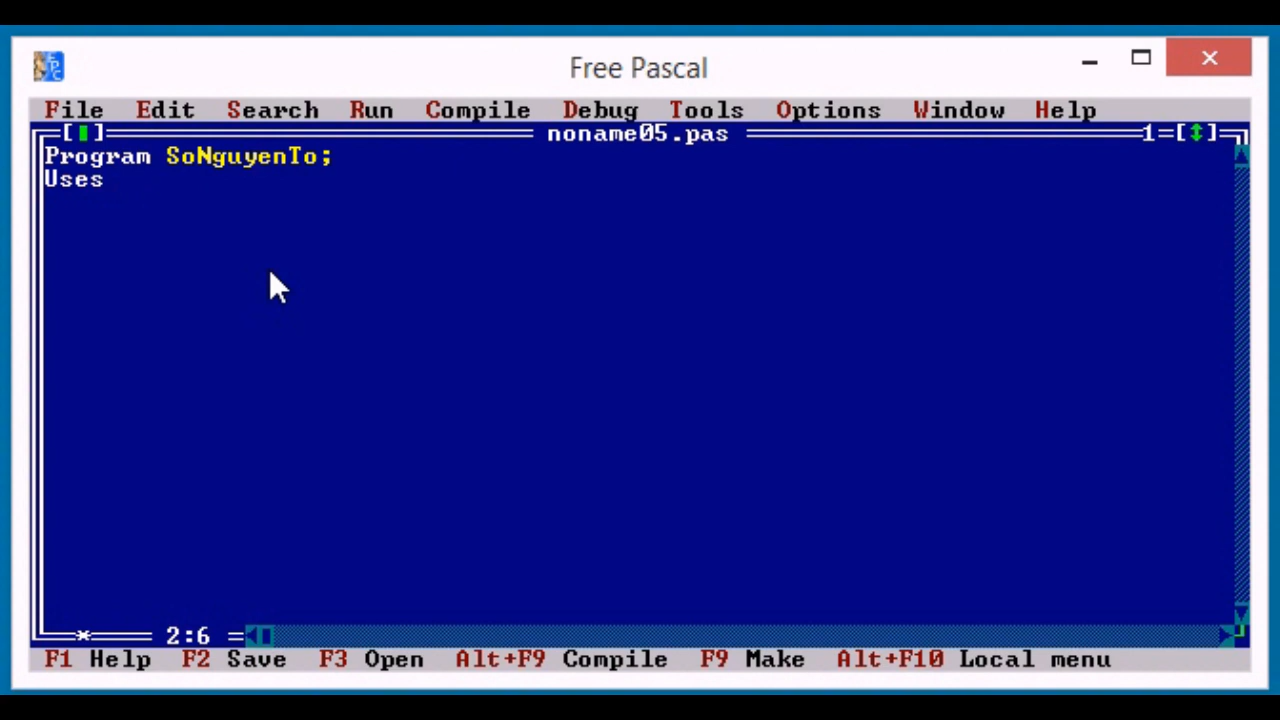 Free Pascal
File Edit Search Run Compile Debug Tools Options Window Help
noname05.pas 1
Program SoNguyenTo;
Uses
* 2:6
F1 Help F2 Save F3 Open Alt+F9 Compile F9 Make Alt+F10 Local menu